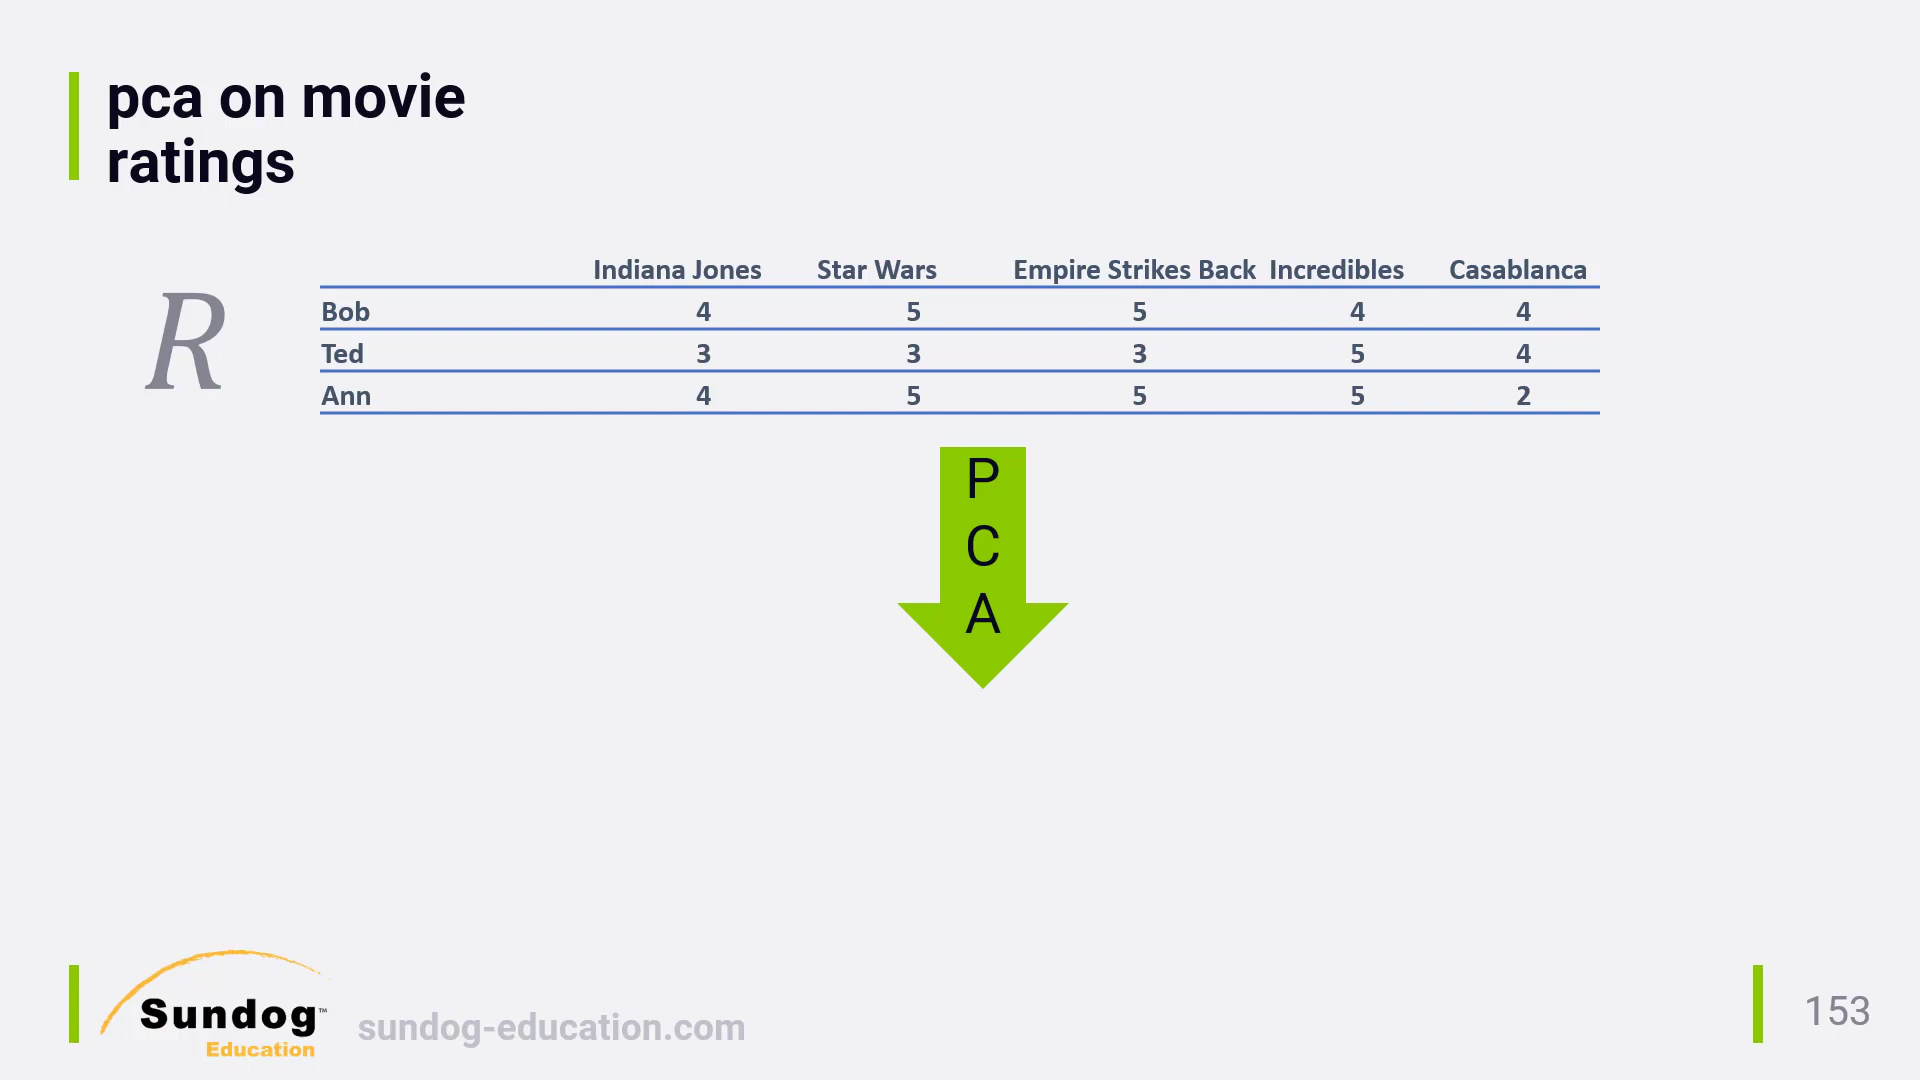 pca on movie
ratings
R
Indiana Jones Star Wars Empire Strikes Back Incredibles Casablanca
Bob 4 5 5 4 4
Ted 3 3 3 5 4
Ann 4 5 5 5 2
P
C
A
Sundog™
Education
sundog-education.com
153